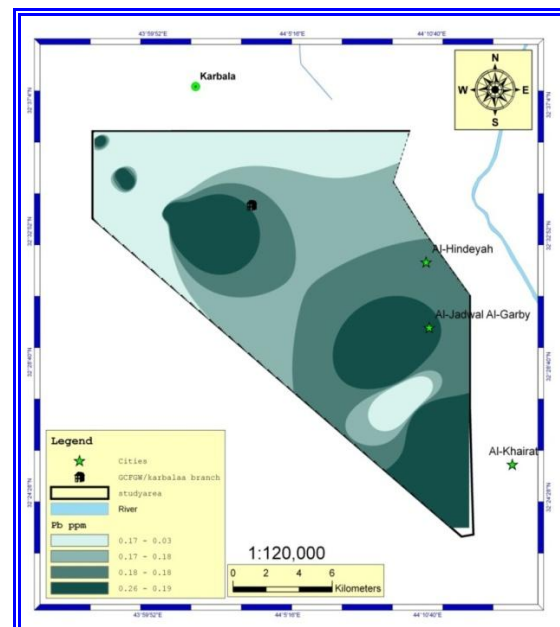 43°59'52"E
44°5'16"E
44°10'40"E
N
W
E
S
Karbala
Al-Hindeyah
Al-Jadwal Al-Garby
Al-Khairat
Legend
Cities
GCFGW/karbalaa branch
studyarea
River
Pb ppm
0.17 - 0.03
0.17 - 0.18
0.18 - 0.18
0.26 - 0.19
1:120,000
0 2 4 6
Kilometers
43°59'52"E
44°5'16"E
44°10'40"E